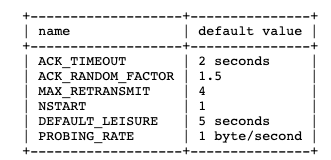 +-------------------+---------------+
| name              | default value |
+-------------------+---------------+
| ACK_TIMEOUT       | 2 seconds     |
| ACK_RANDOM_FACTOR | 1.5           |
| MAX_RETRANSMIT    | 4             |
| NSTART            | 1             |
| DEFAULT_LEISURE   | 5 seconds     |
| PROBING_RATE      | 1 byte/second |
+-------------------+---------------+